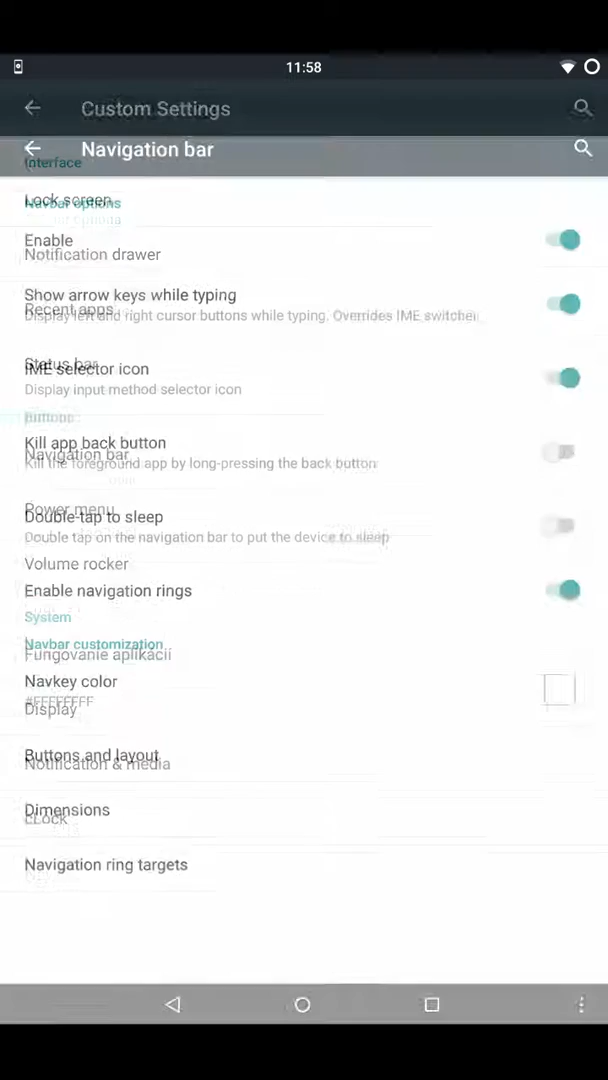 11:58
Custom Settings
Navigation bar
Interface
Lock screen
Navbar options
Enable
Notification drawer
Show arrow keys while typing
Recent apps
Display left and right cursor buttons while typing. Overrides IME switcher.
Status bar
IME selector icon
Display input method selector icon
Buttons
Kill app back button
Navigation bar
Kill the foreground app by long-pressing the back button
Power menu
Double-tap to sleep
Double tap on the navigation bar to put the device to sleep
Volume rocker
Enable navigation rings
System
Navbar customization
Fungovanie aplikácií
Navkey color
#FFFFFFFF
Display
Buttons and layout
Notification & media
Dimensions
CLOCK
Navigation ring targets